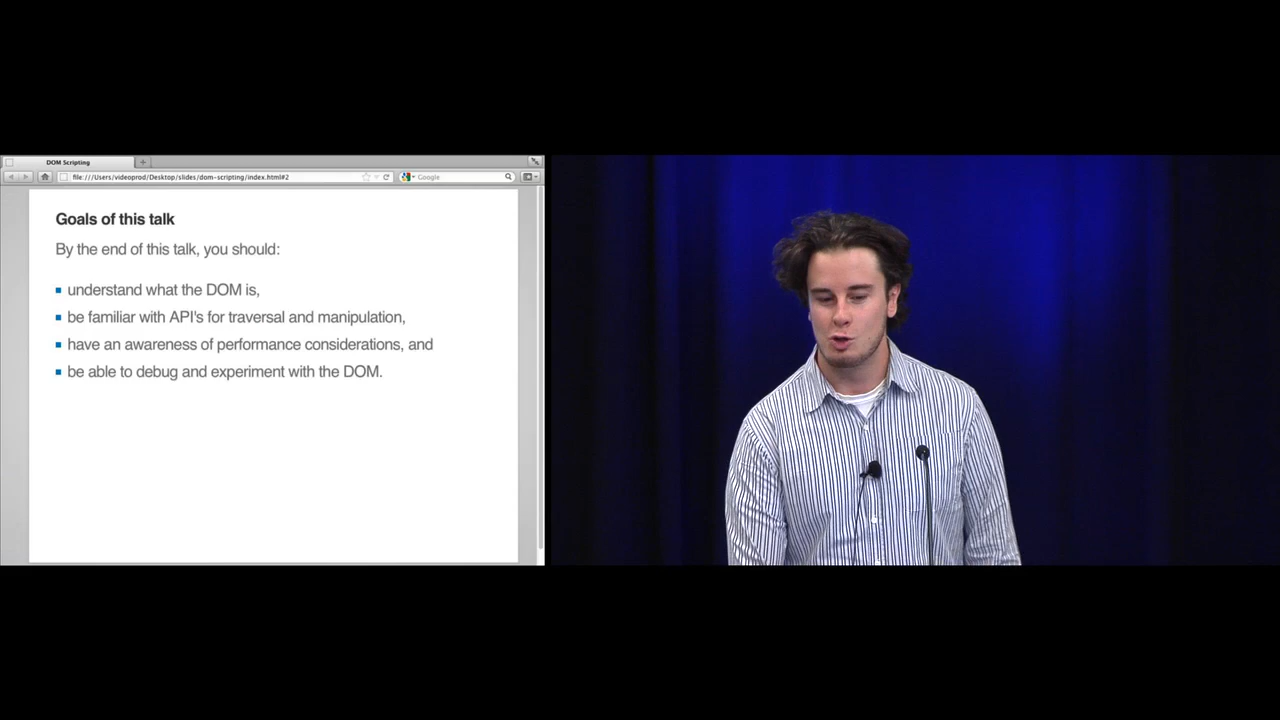 DOM Scripting
file:///Users/videoprod/Desktop/slides/dom-scripting/index.html#2
Google
Goals of this talk
By the end of this talk, you should:
understand what the DOM is,
be familiar with API's for traversal and manipulation,
have an awareness of performance considerations, and
be able to debug and experiment with the DOM.